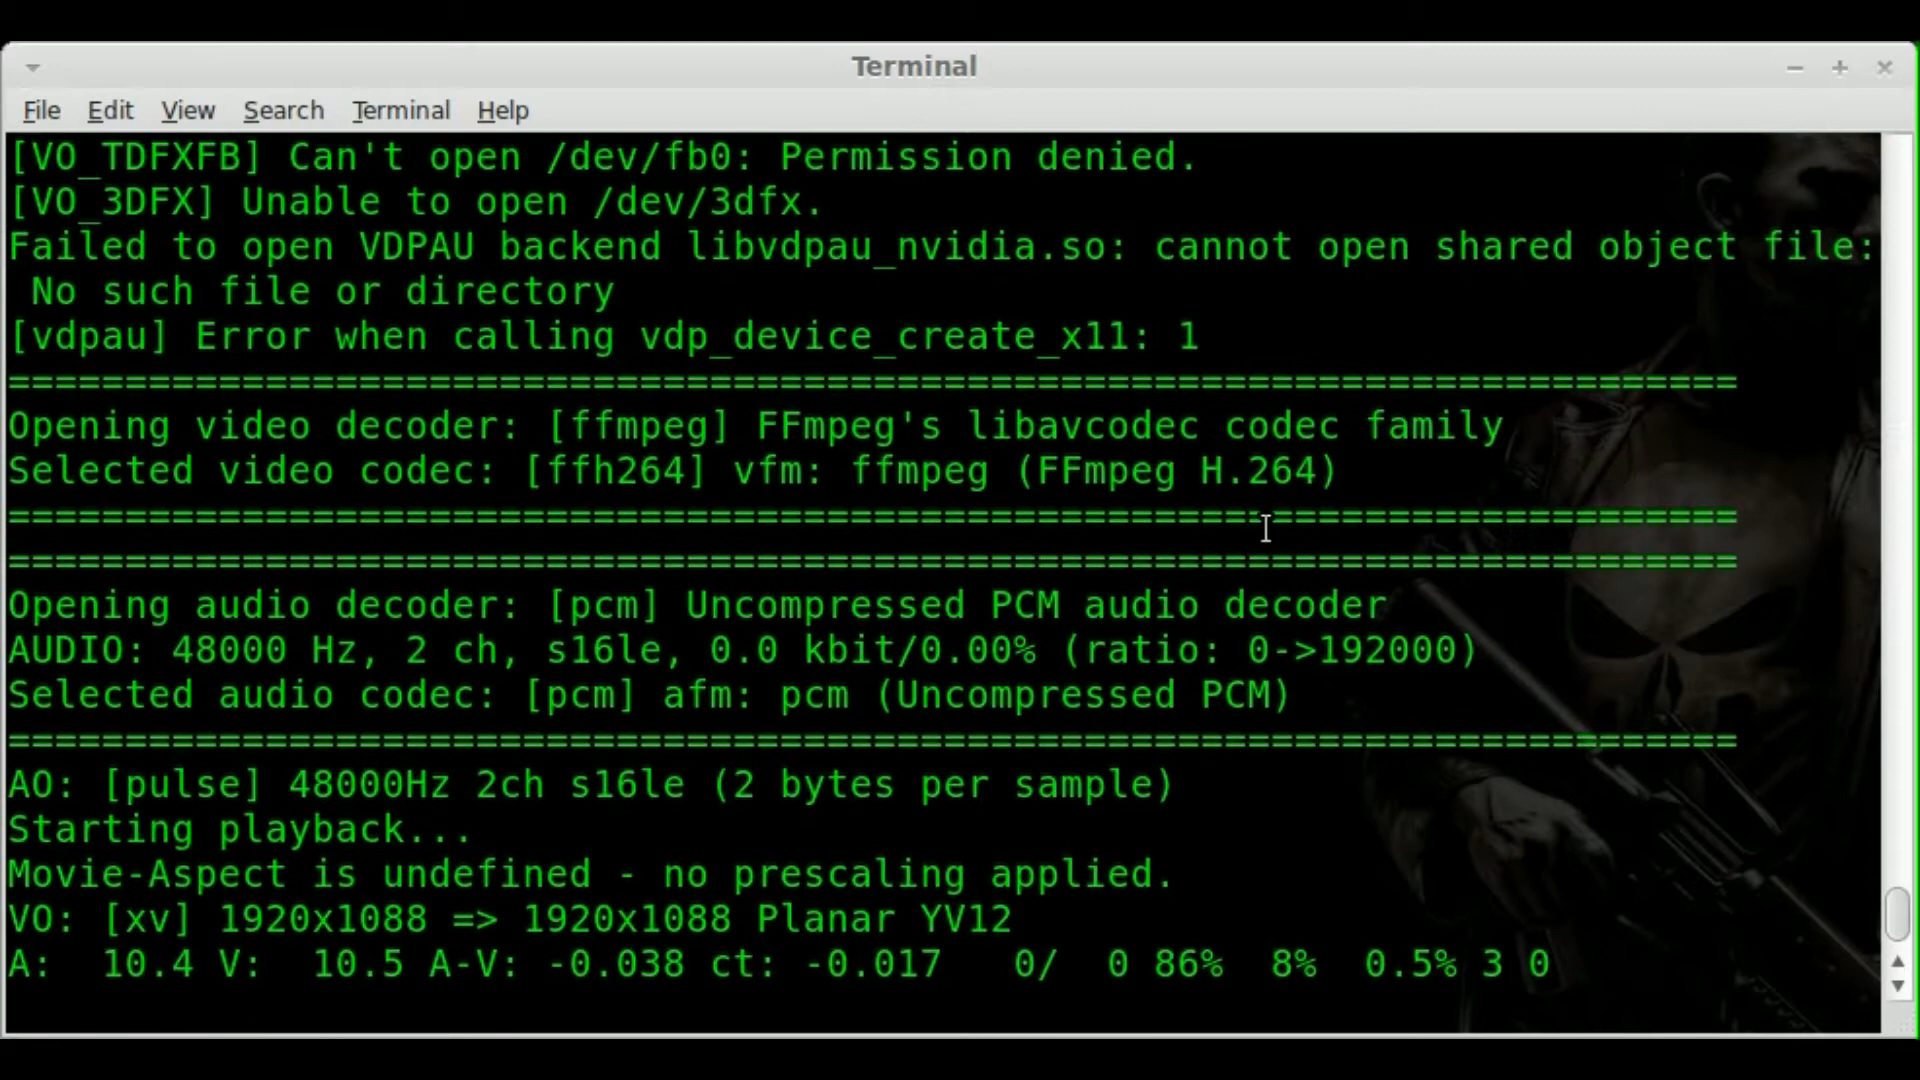 Terminal
File Edit View Search Terminal Help
[VO_TDFXFB] Can't open /dev/fb0: Permission denied.
[VO_3DFX] Unable to open /dev/3dfx.
Failed to open VDPAU backend libvdpau_nvidia.so: cannot open shared object file:
 No such file or directory
[vdpau] Error when calling vdp_device_create_x11: 1
==========================================================================
Opening video decoder: [ffmpeg] FFmpeg's libavcodec codec family
Selected video codec: [ffh264] vfm: ffmpeg (FFmpeg H.264)
==========================================================================
==========================================================================
Opening audio decoder: [pcm] Uncompressed PCM audio decoder
AUDIO: 48000 Hz, 2 ch, s16le, 0.0 kbit/0.00% (ratio: 0->192000)
Selected audio codec: [pcm] afm: pcm (Uncompressed PCM)
==========================================================================
AO: [pulse] 48000Hz 2ch s16le (2 bytes per sample)
Starting playback...
Movie-Aspect is undefined - no prescaling applied.
VO: [xv] 1920x1088 => 1920x1088 Planar YV12
A:  10.4 V:  10.5 A-V: -0.038 ct: -0.017   0/  0 86%  8%  0.5% 3 0